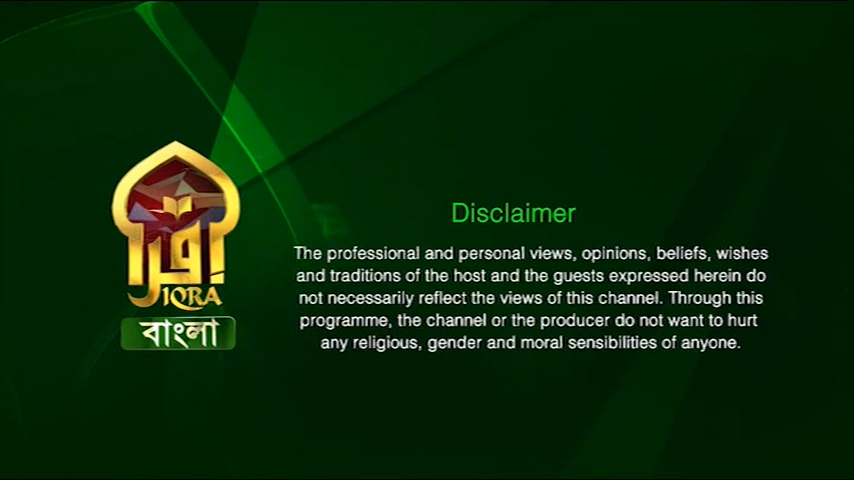 اقرأ
IQRA
বাংলা
Disclaimer
The professional and personal views, opinions, beliefs, wishes
and traditions of the host and the guests expressed herein do
not necessarily reflect the views of this channel. Through this
programme, the channel or the producer do not want to hurt
any religious, gender and moral sensibilities of anyone.